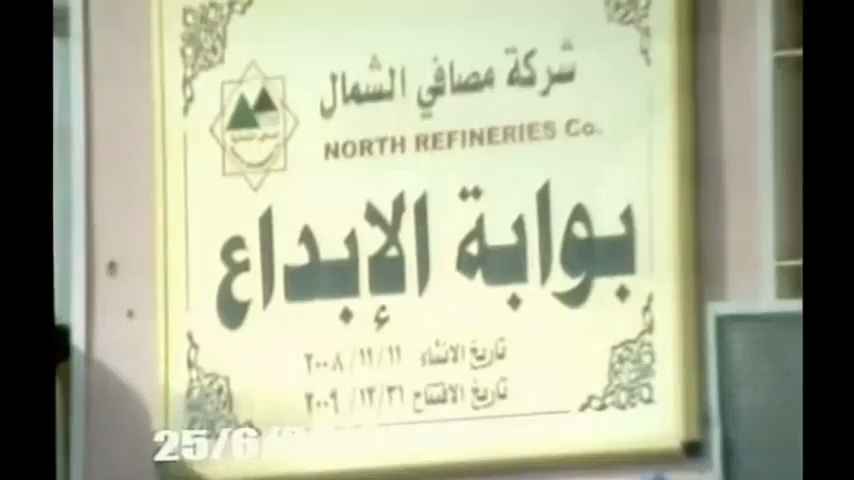 شركة مصافي الشمال
NORTH REFINERIES Co.
بوابة الإبداع
تاريخ الانشاء ٢٠٠٨/١١/١١
تاريخ الافتتاح ٢٠٠٩/١٢/٣١
25/6/